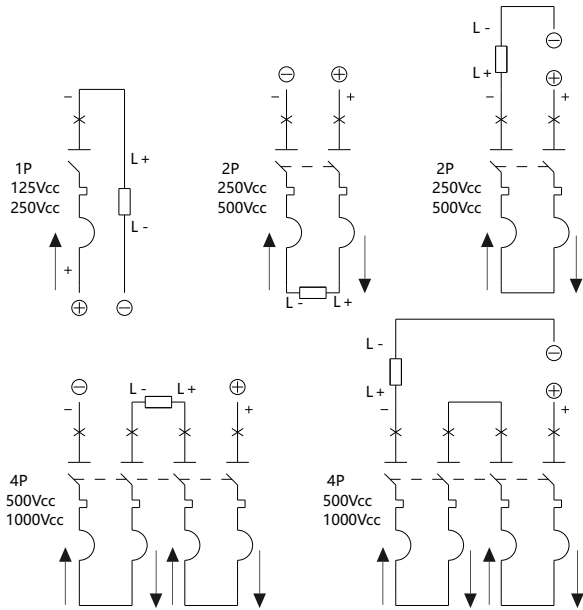 L -
⊖
L +
⊕
− +
⊖ ⊕
− +
−
L +
1P
125Vcc
250Vcc
2P
250Vcc
500Vcc
2P
250Vcc
500Vcc
L -
+
⊕ ⊖
L - L +
L -
⊖
L +
⊕
− +
⊖ L - L + ⊕
− +
4P
500Vcc
1000Vcc
4P
500Vcc
1000Vcc